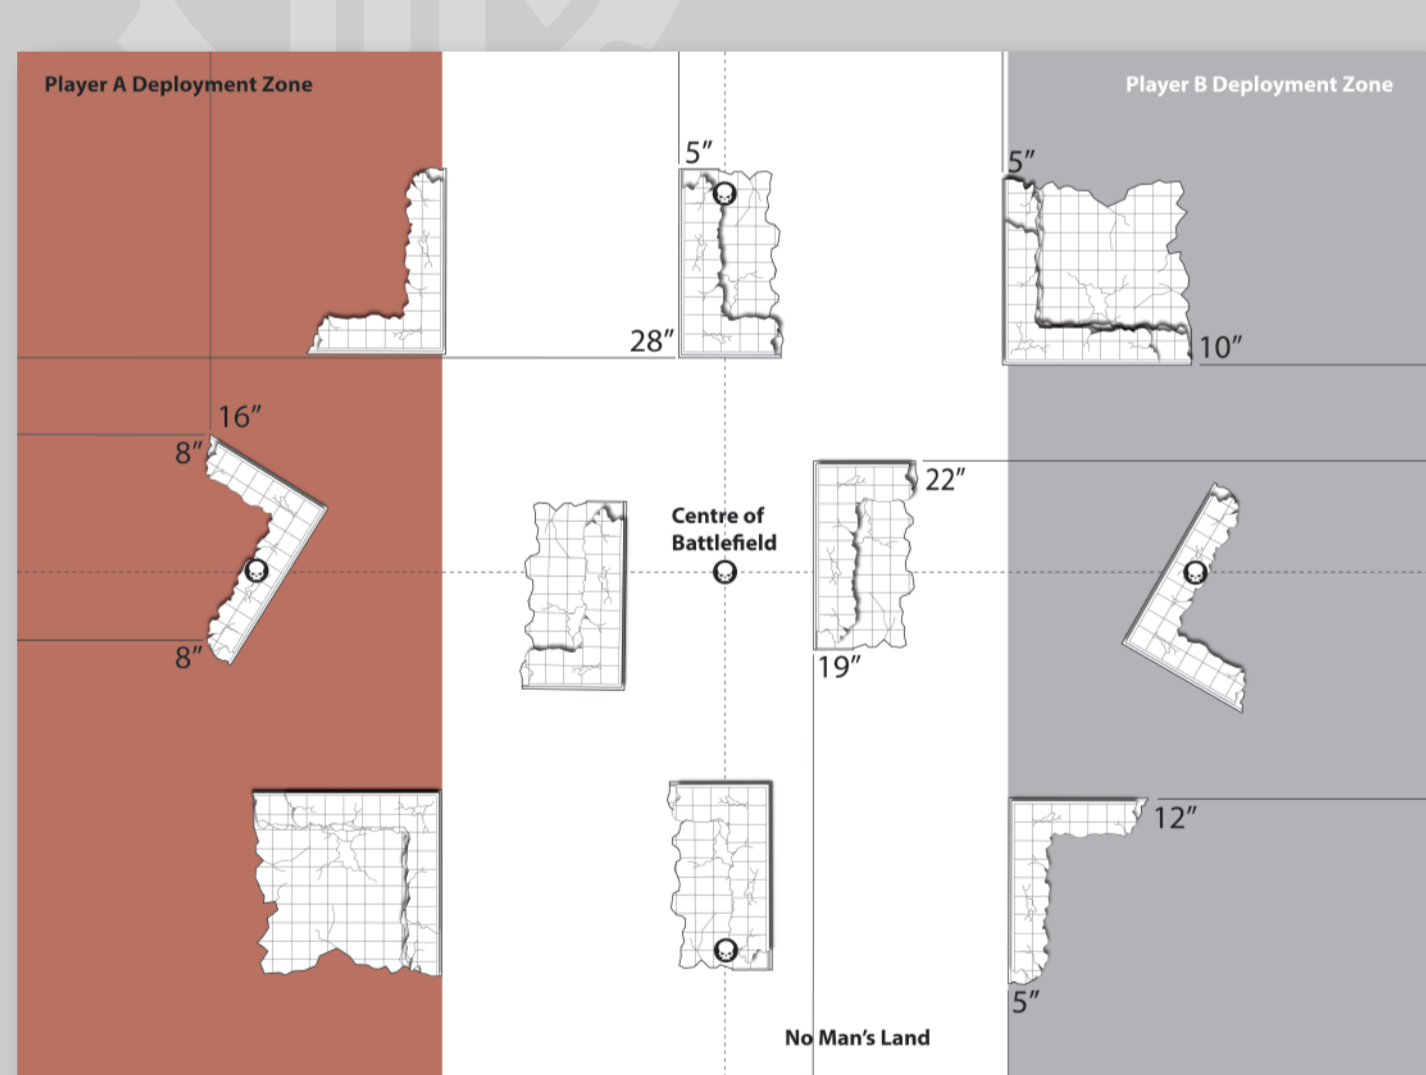 Player A Deployment Zone
Player B Deployment Zone
5”
5”
28”
10”
16”
8”
22”
Centre of
Battlefield
8”
19”
12”
5”
No Man’s Land